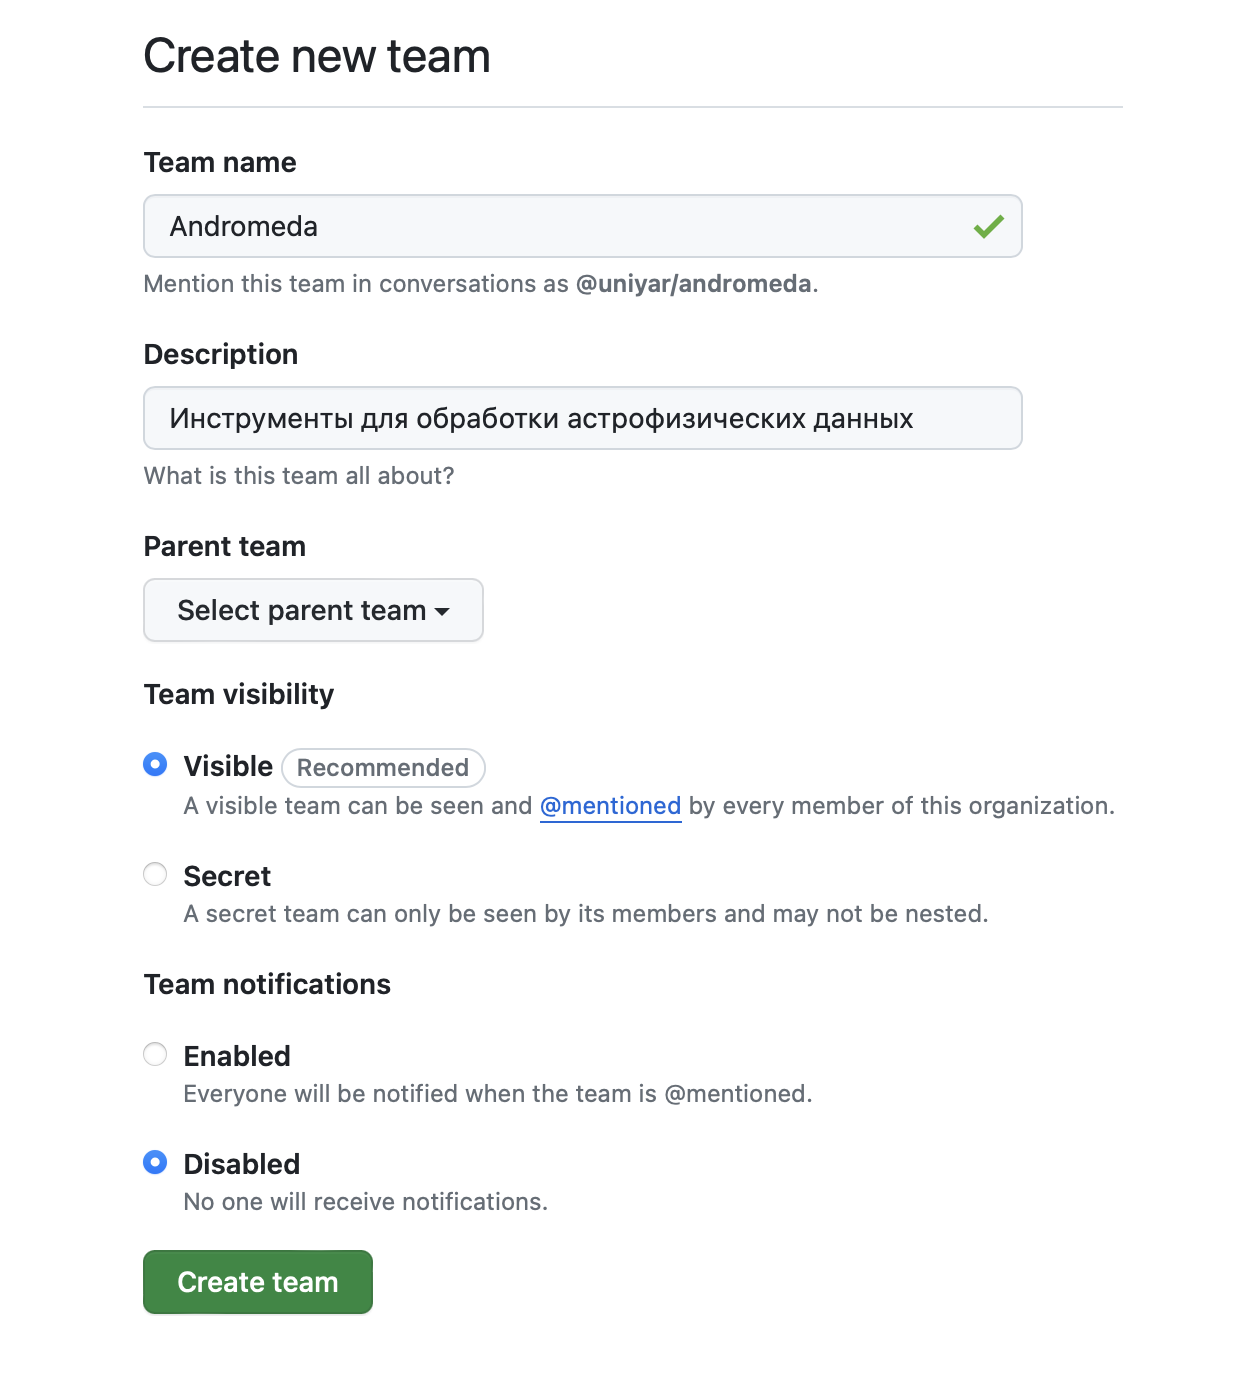 Create new team
Team name
Andromeda
Mention this team in conversations as @uniyar/andromeda.
Description
Инструменты для обработки астрофизических данных
What is this team all about?
Parent team
Select parent team
Team visibility
Visible Recommended
A visible team can be seen and @mentioned by every member of this organization.
Secret
A secret team can only be seen by its members and may not be nested.
Team notifications
Enabled
Everyone will be notified when the team is @mentioned.
Disabled
No one will receive notifications.
Create team